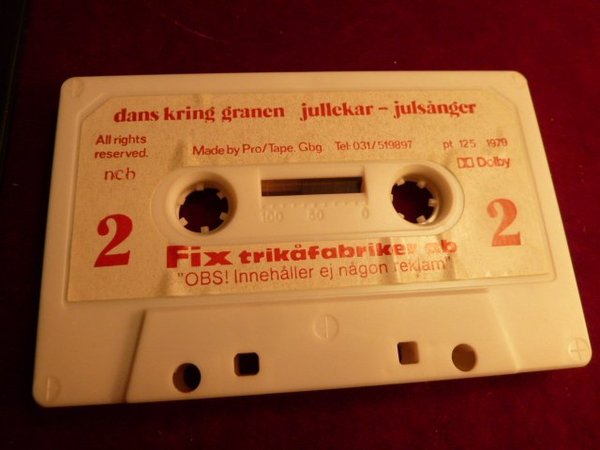 dans kring granen jullekar – julsånger
All rights
reserved.
Made by Pro/Tape. Gbg Tel: 031/519897 pt 125 1979
ncb
Dolby
100 50 0
2
2
Fix trikåfabriker ab
"OBS! Innehåller ej någon reklam"